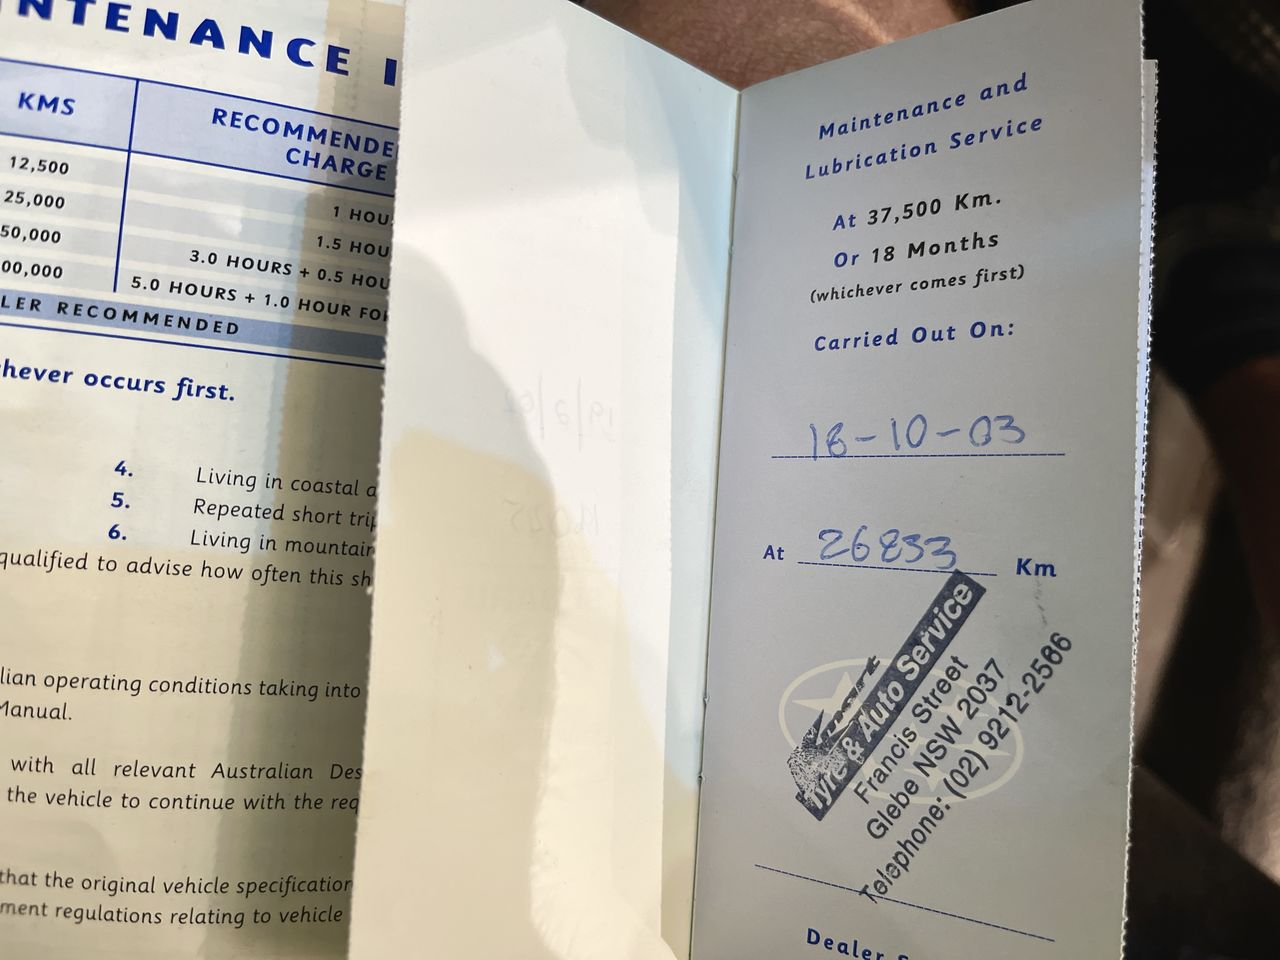 NTENANCE I
KMS
RECOMMENDE
CHARGE
12,500
1 HOU
25,000
1.5 HOU
50,000
3.0 HOURS + 0.5 HOU
00,000
5.0 HOURS + 1.0 HOUR FO
LER RECOMMENDED
hever occurs first.
4. Living in coastal a
5. Repeated short trip
6. Living in mountain
qualified to advise how often this sh
lian operating conditions taking into
Manual.
with all relevant Australian Des
the vehicle to continue with the req
that the original vehicle specification
ment regulations relating to vehicle
Maintenance and
Lubrication Service
At 37,500 Km.
Or 18 Months
(whichever comes first)
Carried Out On:
18-10-03
At 26833 Km
Kmart
Tyre & Auto Service
Francis Street
Glebe NSW 2037
Telephone: (02) 9212-2586
Dealer S